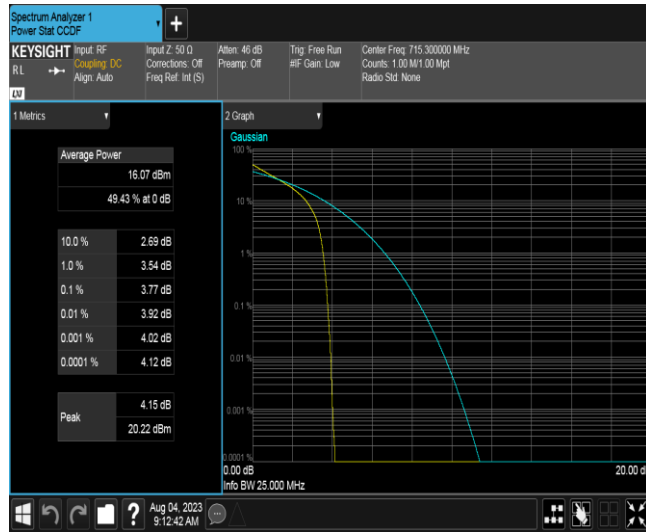 Spectrum Analyzer 1
Power Stat CCDF
+
KEYSIGHT
RL
LXI
Input: RF
Coupling: DC
Align: Auto
Input Z: 50 Ω
Corrections: Off
Freq Ref: Int (S)
Atten: 46 dB
Preamp: Off
Trig: Free Run
#IF Gain: Low
Center Freq: 715.300000 MHz
Counts: 1.00 M/1.00 Mpt
Radio Std: None
1 Metrics
Average Power
16.07 dBm
49.43 % at 0 dB
10.0 % 2.69 dB
1.0 % 3.54 dB
0.1 % 3.77 dB
0.01 % 3.92 dB
0.001 % 4.02 dB
0.0001 % 4.12 dB
Peak
4.15 dB
20.22 dBm
2 Graph
Gaussian
100 %
10 %
1 %
0.1 %
0.01 %
0.001 %
0.0001 %
0.00 dB
20.00 d
Info BW 25.000 MHz
?
Aug 04, 2023
9:12:42 AM